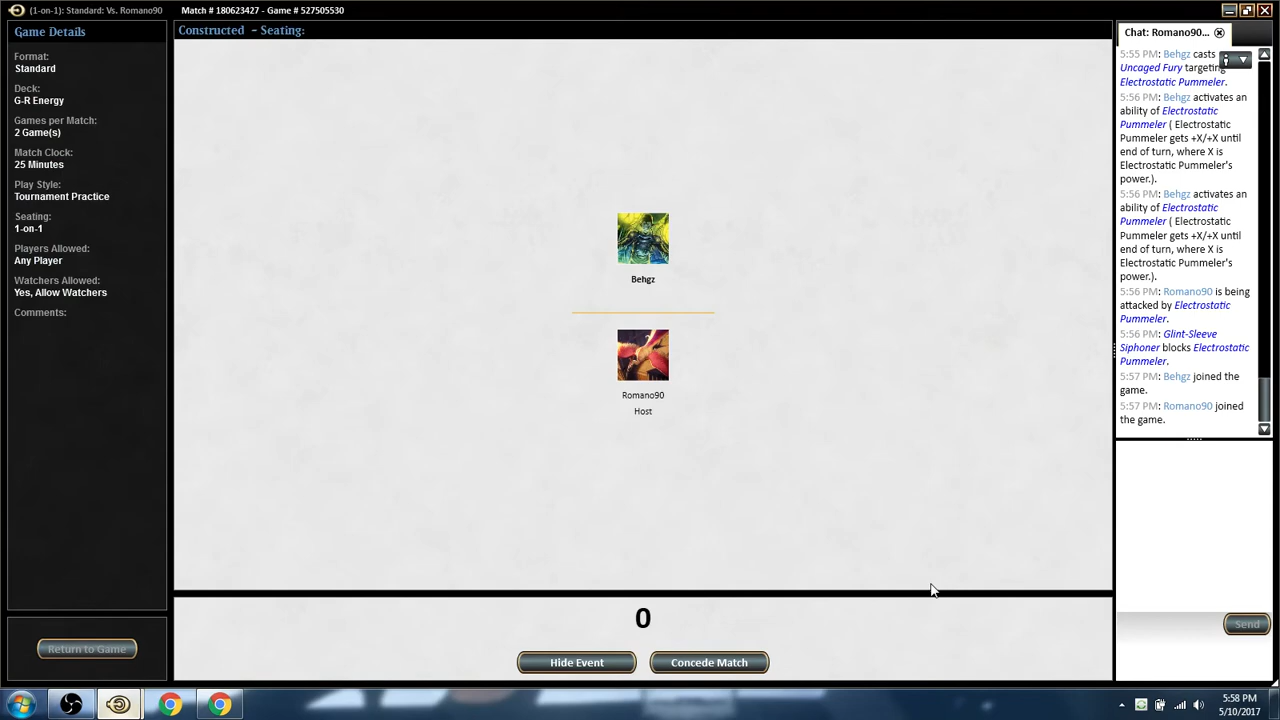 (1-on-1): Standard: Vs. Romano90
Match # 180623427 - Game # 527505530
Game Details
Format:
Standard
Deck:
G-R Energy
Games per Match:
2 Game(s)
Match Clock:
25 Minutes
Play Style:
Tournament Practice
Seating:
1-on-1
Players Allowed:
Any Player
Watchers Allowed:
Yes, Allow Watchers
Comments:
Return to Game
Constructed - Seating:
Behgz
Romano90
Host
0
Hide Event
Concede Match
Chat: Romano90...
5:55 PM: Behgz casts
Uncaged Fury targeting
Electrostatic Pummeler.
5:56 PM: Behgz activates an
ability of Electrostatic
Pummeler ( Electrostatic
Pummeler gets +X/+X until
end of turn, where X is
Electrostatic Pummeler's
power.).
5:56 PM: Behgz activates an
ability of Electrostatic
Pummeler ( Electrostatic
Pummeler gets +X/+X until
end of turn, where X is
Electrostatic Pummeler's
power.).
5:56 PM: Romano90 is being
attacked by Electrostatic
Pummeler.
5:56 PM: Glint-Sleeve
Siphoner blocks Electrostatic
Pummeler.
5:57 PM: Behgz joined the
game.
5:57 PM: Romano90 joined
the game.
Send
5:58 PM
5/10/2017